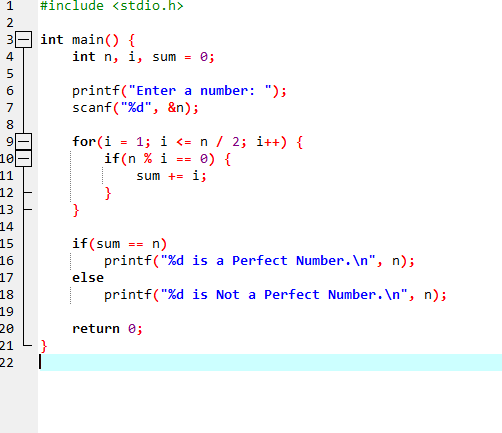 1 #include <stdio.h>
2
3 int main() {
4     int n, i, sum = 0;
5
6     printf("Enter a number: ");
7     scanf("%d", &n);
8
9     for(i = 1; i <= n / 2; i++) {
10         if(n % i == 0) {
11             sum += i;
12         }
13     }
14
15     if(sum == n)
16         printf("%d is a Perfect Number.\n", n);
17     else
18         printf("%d is Not a Perfect Number.\n", n);
19
20     return 0;
21 }
22